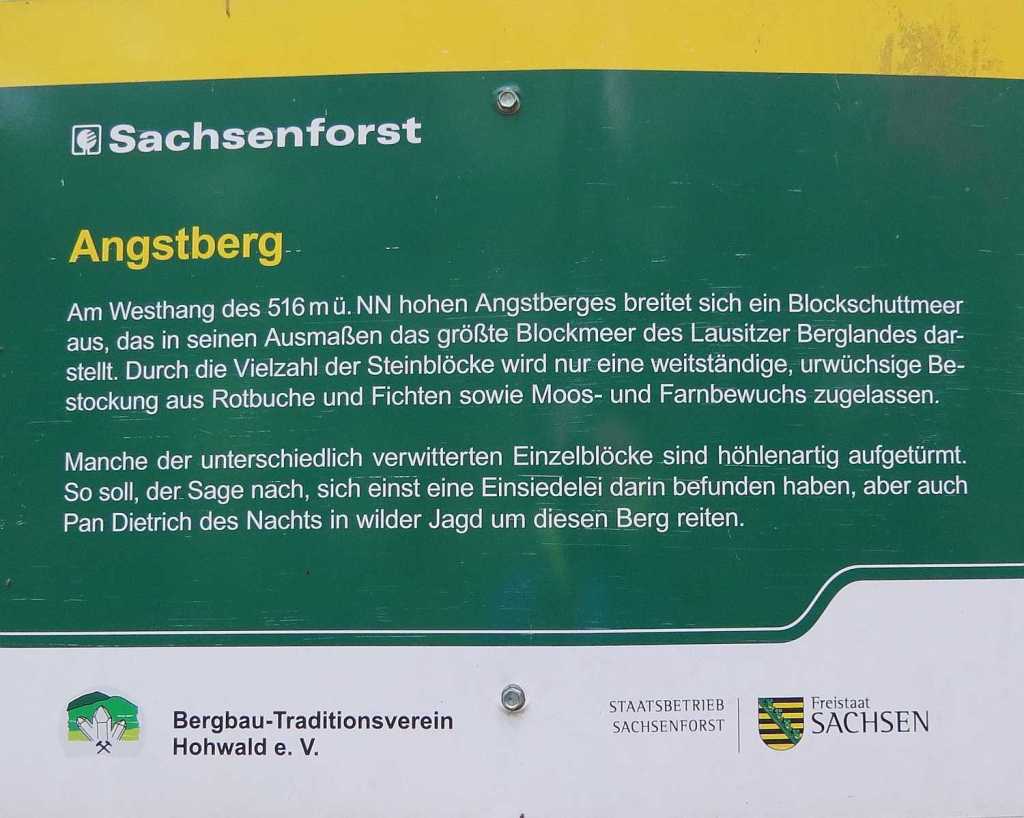 Sachsenforst
Angstberg
Am Westhang des 516 m ü. NN hohen Angstberges breitet sich ein Blockschuttmeer
aus, das in seinen Ausmaßen das größte Blockmeer des Lausitzer Berglandes dar-
stellt. Durch die Vielzahl der Steinblöcke wird nur eine weitständige, urwüchsige Be-
stockung aus Rotbuche und Fichten sowie Moos- und Farnbewuchs zugelassen.
Manche der unterschiedlich verwitterten Einzelblöcke sind höhlenartig aufgetürmt.
So soll, der Sage nach, sich einst eine Einsiedelei darin befunden haben, aber auch
Pan Dietrich des Nachts in wilder Jagd um diesen Berg reiten.
Bergbau-Traditionsverein
Hohwald e. V.
STAATSBETRIEB
SACHSENFORST
Freistaat
SACHSEN